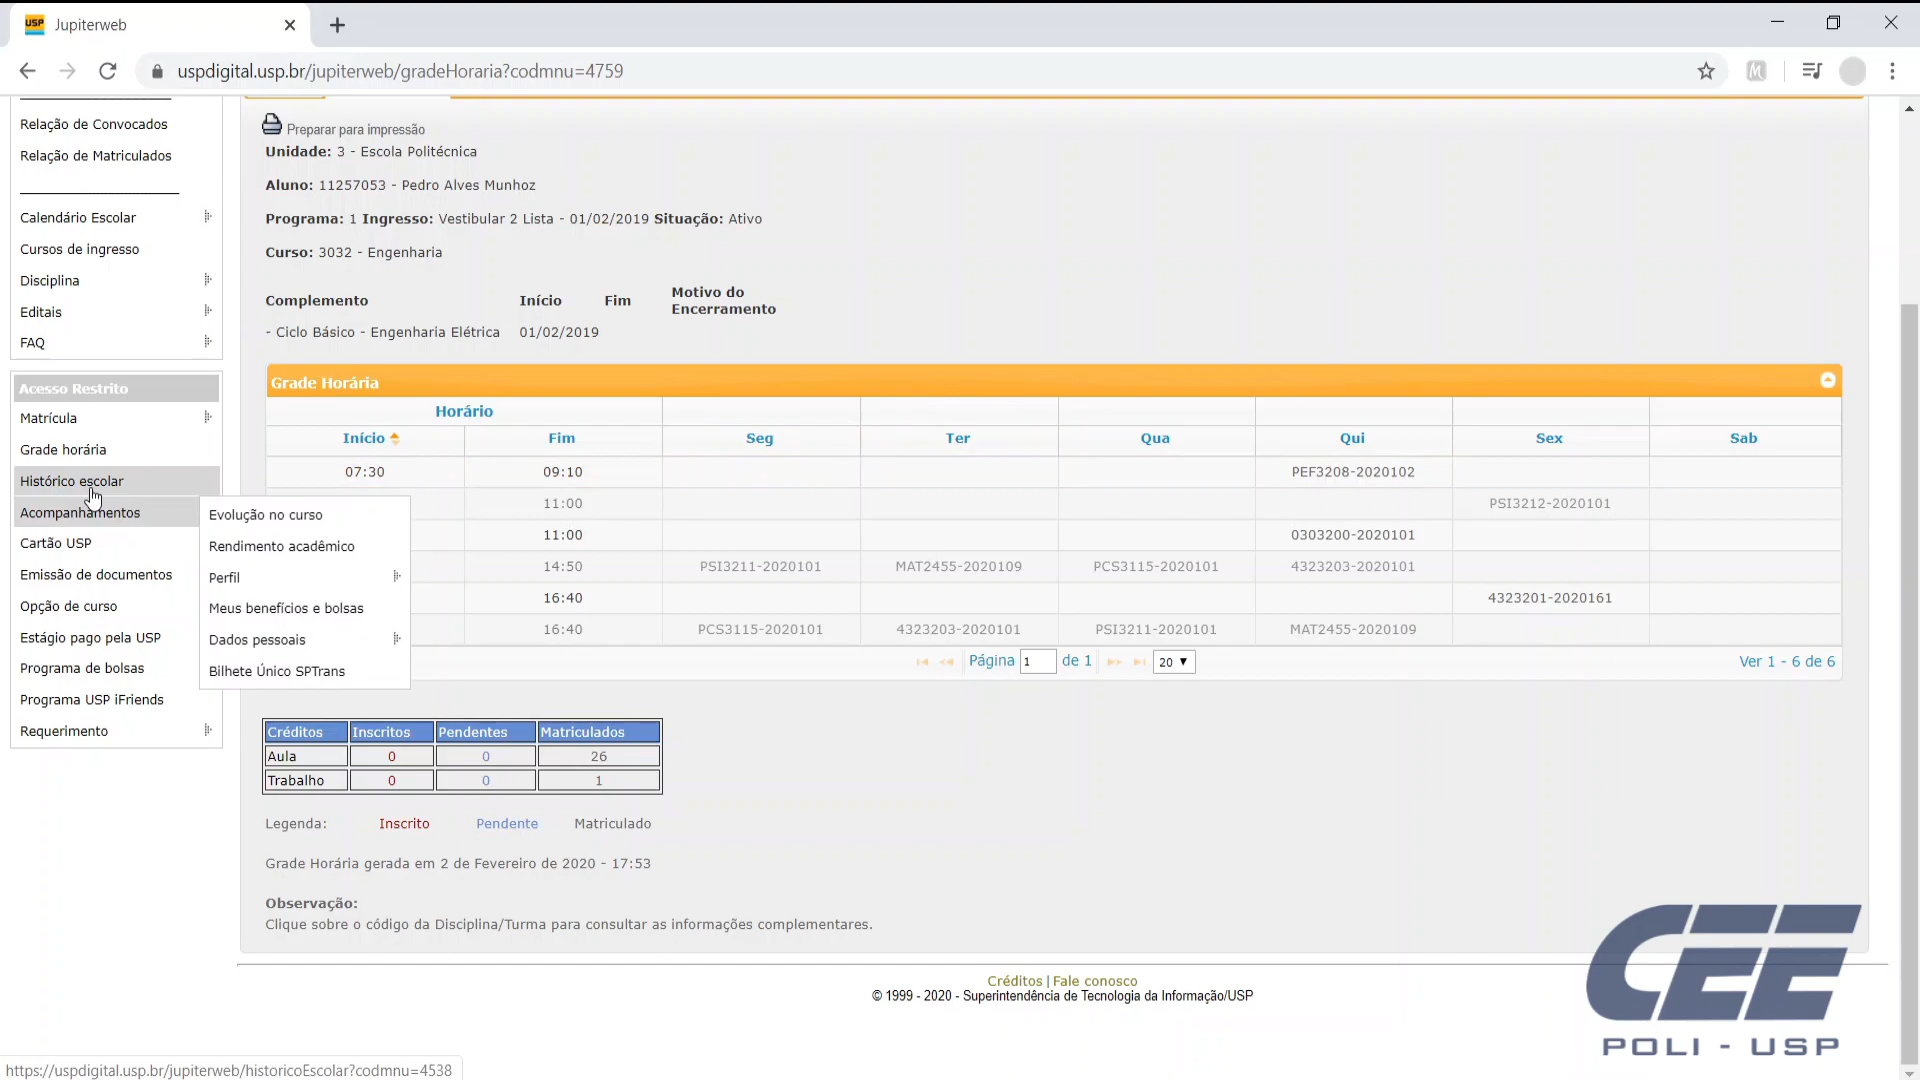 USP Jupiterweb
uspdigital.usp.br/jupiterweb/gradeHoraria?codmnu=4759
Relação de Convocados
Relação de Matriculados
Calendário Escolar
Cursos de ingresso
Disciplina
Editais
FAQ
Acesso Restrito
Matrícula
Grade horária
Histórico escolar
Acompanhamentos
Cartão USP
Emissão de documentos
Opção de curso
Estágio pago pela USP
Programa de bolsas
Programa USP iFriends
Requerimento
Evolução no curso
Rendimento acadêmico
Perfil
Meus benefícios e bolsas
Dados pessoais
Bilhete Único SPTrans
Preparar para impressão
Unidade: 3 - Escola Politécnica
Aluno: 11257053 - Pedro Alves Munhoz
Programa: 1 Ingresso: Vestibular 2 Lista - 01/02/2019 Situação: Ativo
Curso: 3032 - Engenharia
Complemento Início Fim Motivo do
Encerramento
- Ciclo Básico - Engenharia Elétrica 01/02/2019
Grade Horária
Horário
Início Fim Seg Ter Qua Qui Sex Sab
07:30 09:10 PEF3208-2020102
11:00 PSI3212-2020101
11:00 0303200-2020101
14:50 PSI3211-2020101 MAT2455-2020109 PCS3115-2020101 4323203-2020101
16:40 4323201-2020161
16:40 PCS3115-2020101 4323203-2020101 PSI3211-2020101 MAT2455-2020109
Página 1 de 1 20 Ver 1 - 6 de 6
Créditos Inscritos Pendentes Matriculados
Aula 0 0 26
Trabalho 0 0 1
Legenda: Inscrito Pendente Matriculado
Grade Horária gerada em 2 de Fevereiro de 2020 - 17:53
Observação:
Clique sobre o código da Disciplina/Turma para consultar as informações complementares.
Créditos | Fale conosco
© 1999 - 2020 - Superintendência de Tecnologia da Informação/USP
CEE
POLI - USP
https://uspdigital.usp.br/jupiterweb/historicoEscolar?codmnu=4538